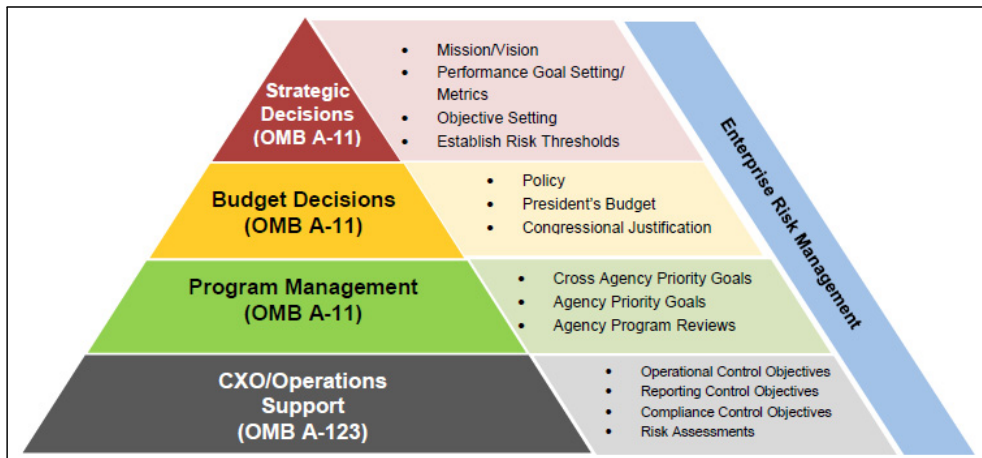 Strategic
Decisions
(OMB A-11)
• Mission/Vision
• Performance Goal Setting/
Metrics
• Objective Setting
• Establish Risk Thresholds
Budget Decisions
(OMB A-11)
• Policy
• President's Budget
• Congressional Justification
Program Management
(OMB A-11)
• Cross Agency Priority Goals
• Agency Priority Goals
• Agency Program Reviews
CXO/Operations
Support
(OMB A-123)
• Operational Control Objectives
• Reporting Control Objectives
• Compliance Control Objectives
• Risk Assessments
Enterprise Risk Management